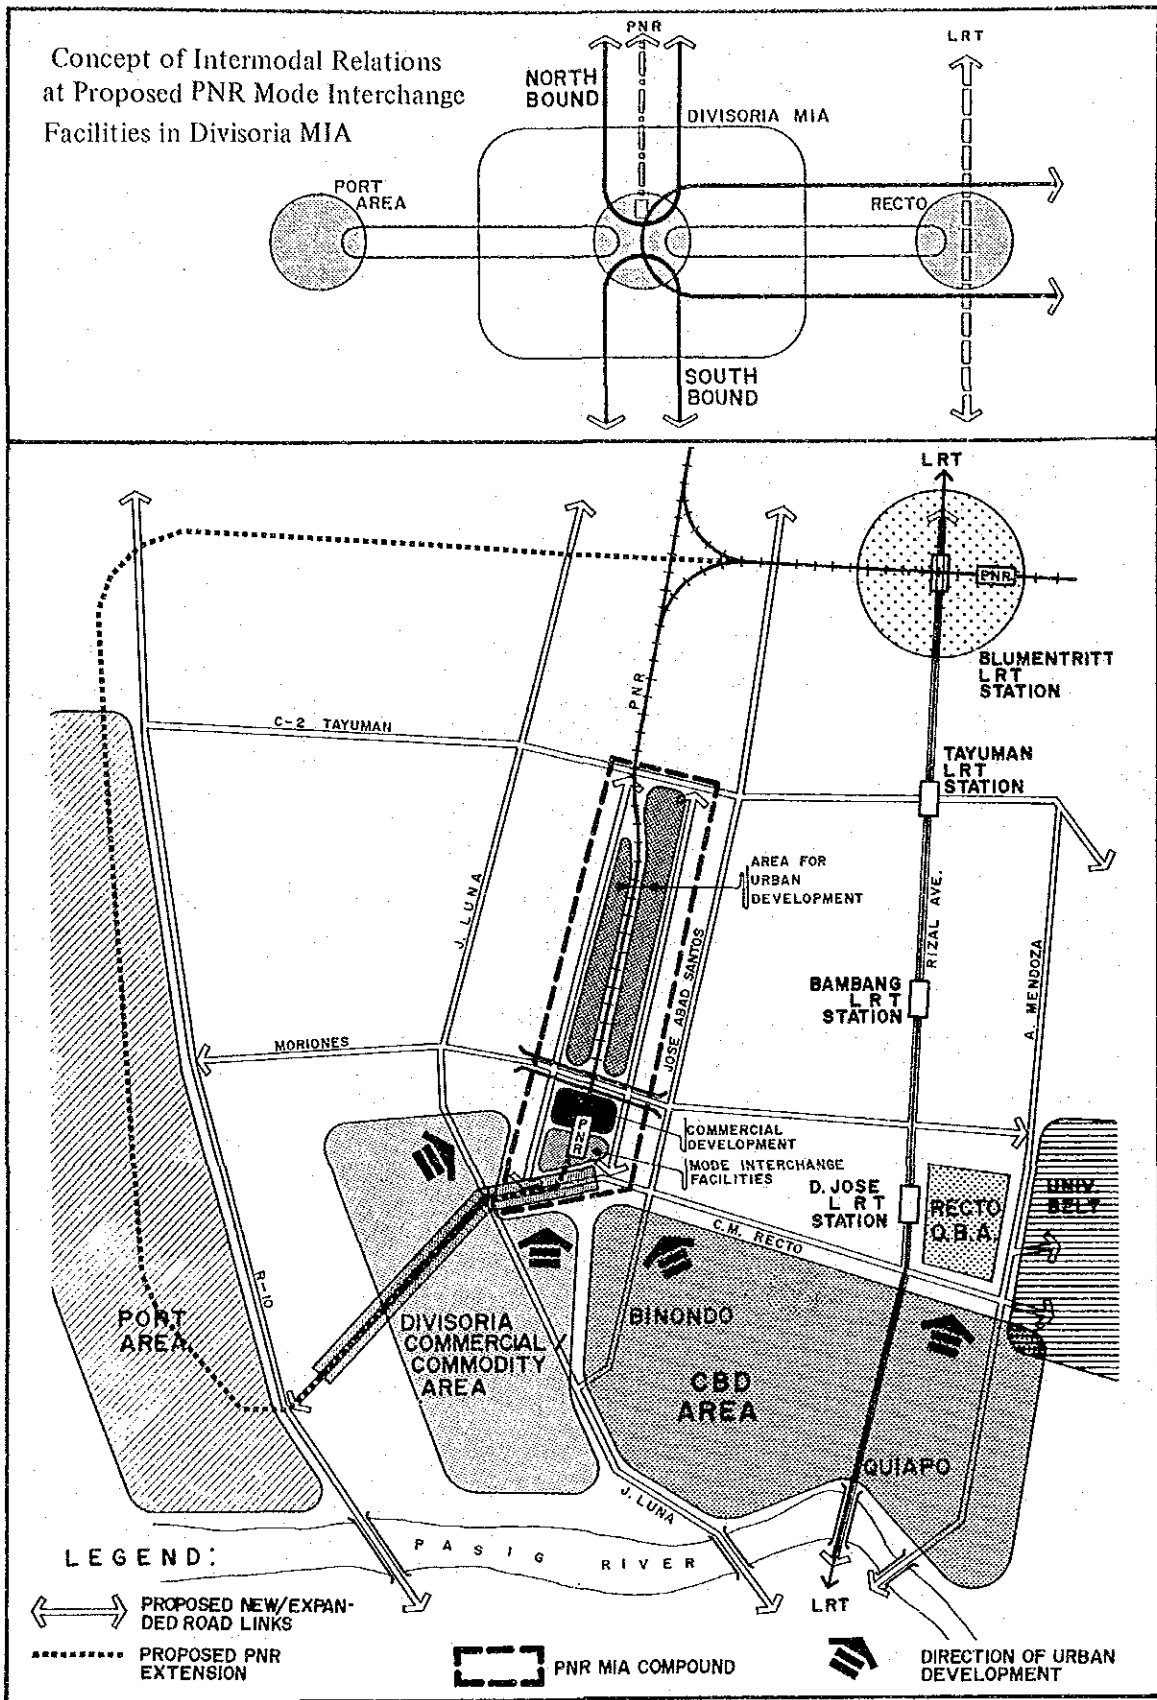 Concept of Intermodal Relations
at Proposed PNR Mode Interchange
Facilities in Divisoria MIA
PNR
LRT
NORTH
BOUND
DIVISORIA MIA
PORT
AREA
RECTO
SOUTH
BOUND
LRT
PNR
BLUMENTRITT
LRT
STATION
PNR
C-2 TAYUMAN
TAYUMAN
LRT
STATION
AREA FOR
URBAN
DEVELOPMENT
J. LUNA
RIZAL AVE.
A. MENDOZA
JOSE ABAD SANTOS
BAMBANG
LRT
STATION
MORIONES
PNR
COMMERCIAL
DEVELOPMENT
MODE INTERCHANGE
FACILITIES
D. JOSE
LRT
STATION
RECTO
O.B.A.
UNIV.
BELT
C.M. RECTO
R-10
PORT
AREA
DIVISORIA
COMMERCIAL
COMMODITY
AREA
BINONDO
CBD
AREA
QUIAPO
J. LUNA
PASIG RIVER
LRT
LEGEND:
PROPOSED NEW/EXPAN-
DED ROAD LINKS
PROPOSED PNR
EXTENSION
PNR MIA COMPOUND
DIRECTION OF URBAN
DEVELOPMENT